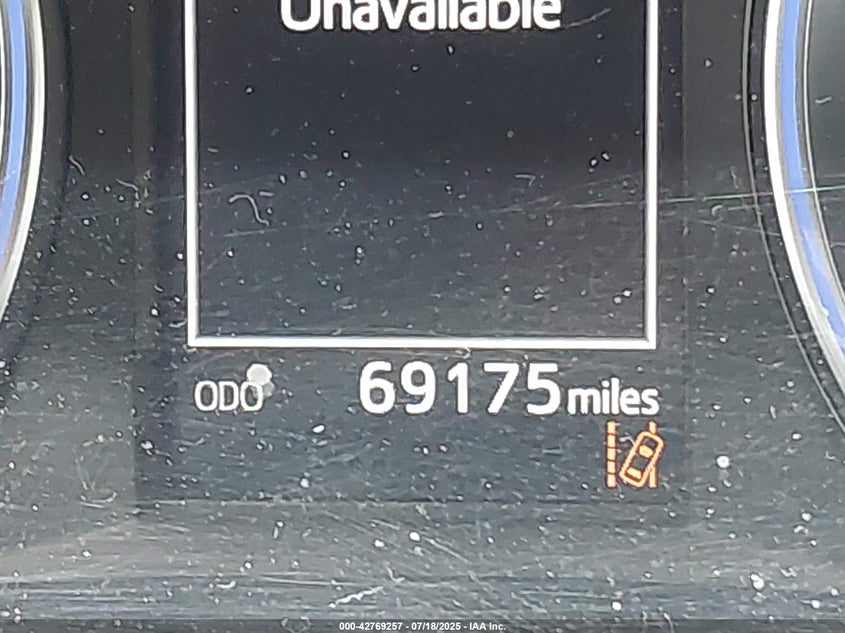 Unavailable
ODO 69175 miles
000-42769257 - 07/18/2025 - IAA Inc.